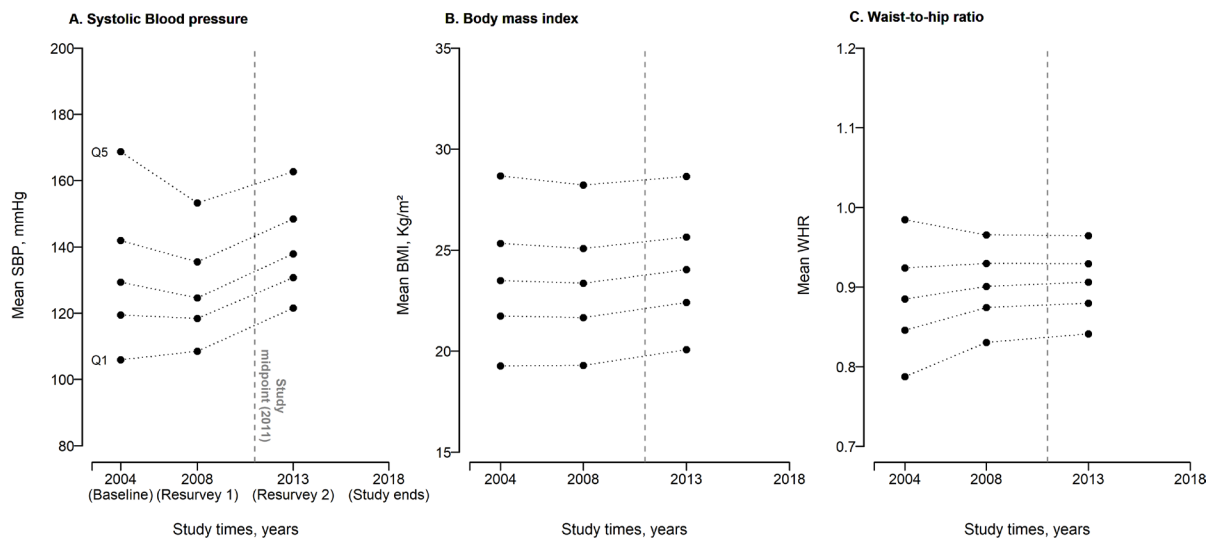 A. Systolic Blood pressure
200
180
160
140
120
100
80
Mean SBP, mmHg
Q5
Q1
Study
midpoint (2011)
2004 2008 2013 2018
(Baseline) (Resurvey 1) (Resurvey 2) (Study ends)
Study times, years
B. Body mass index
35
30
25
20
15
Mean BMI, Kg/m²
2004 2008 2013 2018
Study times, years
C. Waist-to-hip ratio
1.2
1.1
1.0
0.9
0.8
0.7
Mean WHR
2004 2008 2013 2018
Study times, years